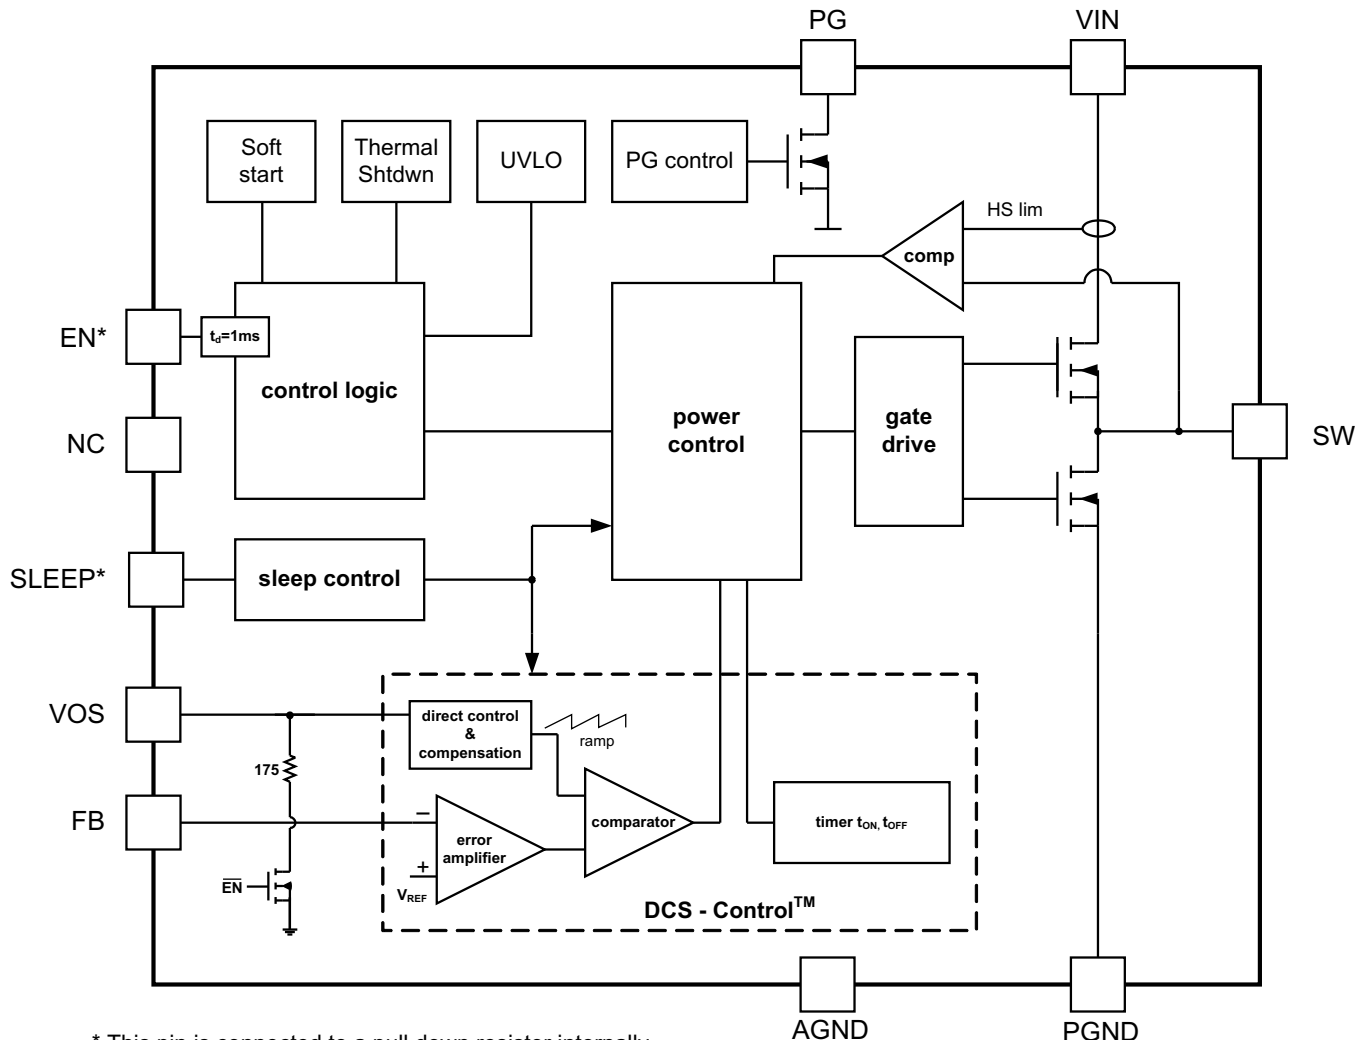 PG
VIN
Soft
start
Thermal
Shtdwn
UVLO
PG control
HS lim
comp
EN*
td=1ms
control logic
power
control
gate
drive
NC
SW
SLEEP*
sleep control
VOS
direct control
&
compensation
ramp
175
FB
−
error
amplifier
+
VREF
comparator
timer tON, tOFF
EN
DCS - Control™
AGND
PGND
* This pin is connected to a pull down resistor internally